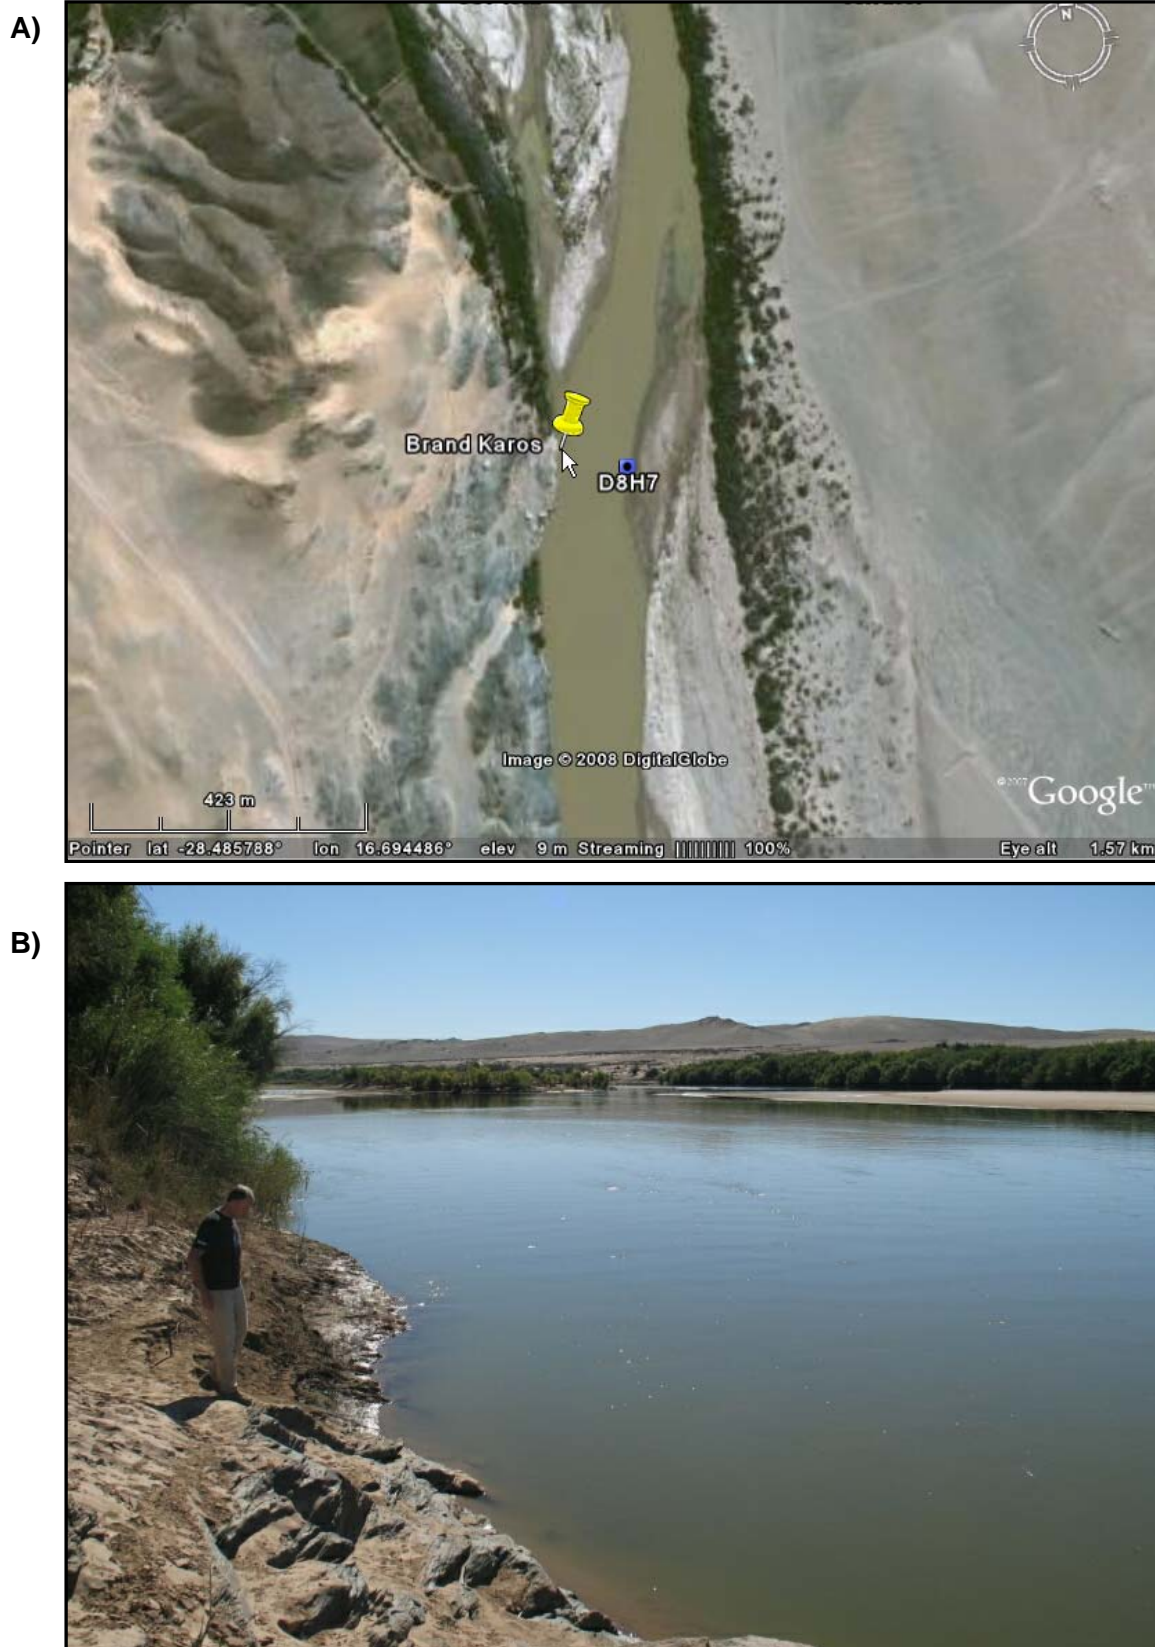 A)
N
Brand Karos
D8H7
Image © 2008 DigitalGlobe
423 m
©2007 Google™
Pointer lat -28.485788° lon 16.694486° elev 9 m Streaming |||||||||| 100% Eye alt 1.57 km
B)